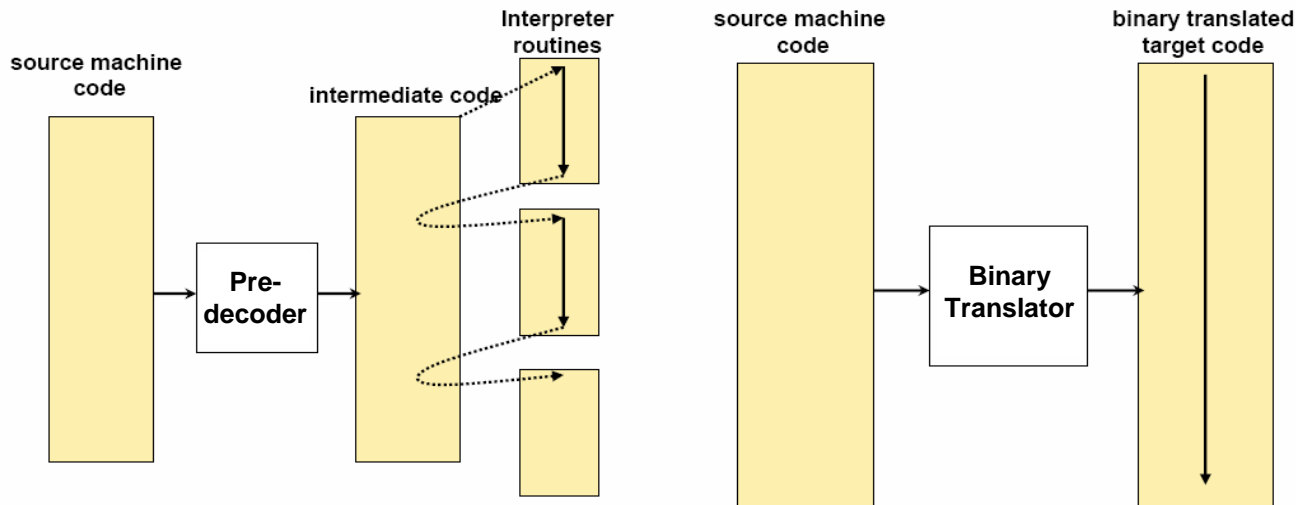 source machine
code
Pre-
decoder
intermediate code
Interpreter
routines
source machine
code
Binary
Translator
binary translated
target code